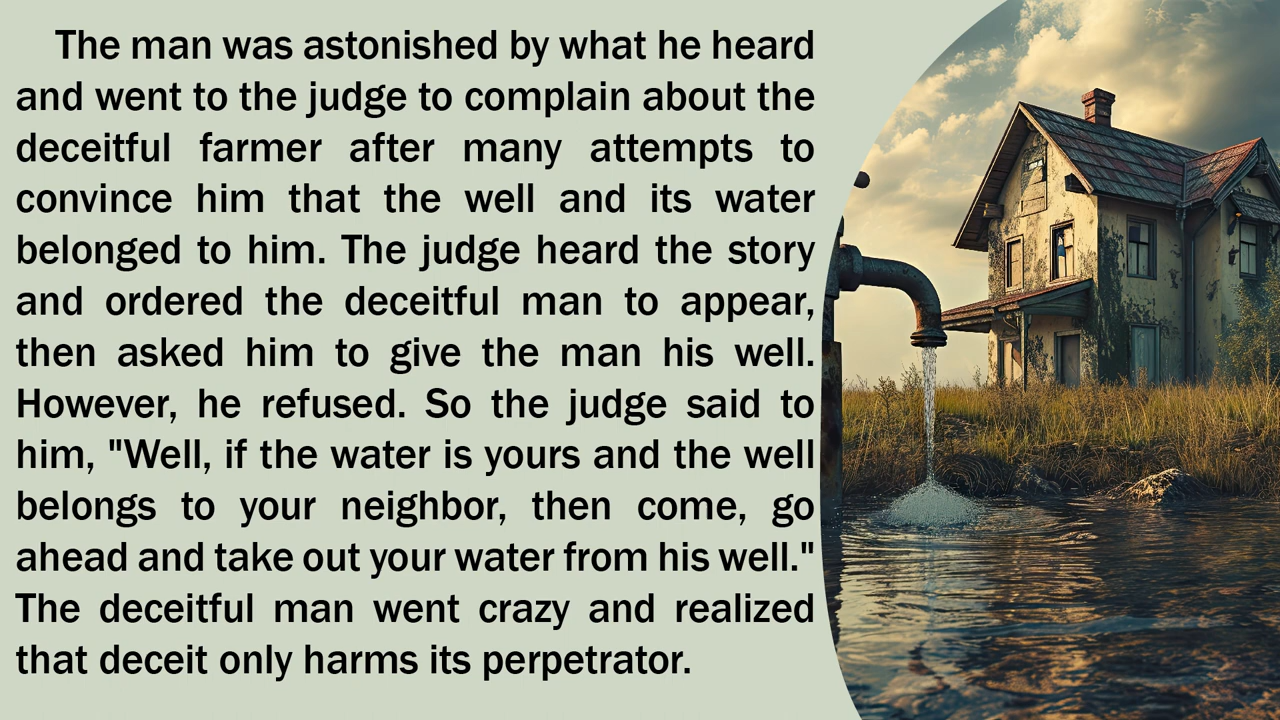 The man was astonished by what he heard
and went to the judge to complain about the
deceitful farmer after many attempts to
convince him that the well and its water
belonged to him. The judge heard the story
and ordered the deceitful man to appear,
then asked him to give the man his well.
However, he refused. So the judge said to
him, "Well, if the water is yours and the well
belongs to your neighbor, then come, go
ahead and take out your water from his well."
The deceitful man went crazy and realized
that deceit only harms its perpetrator.